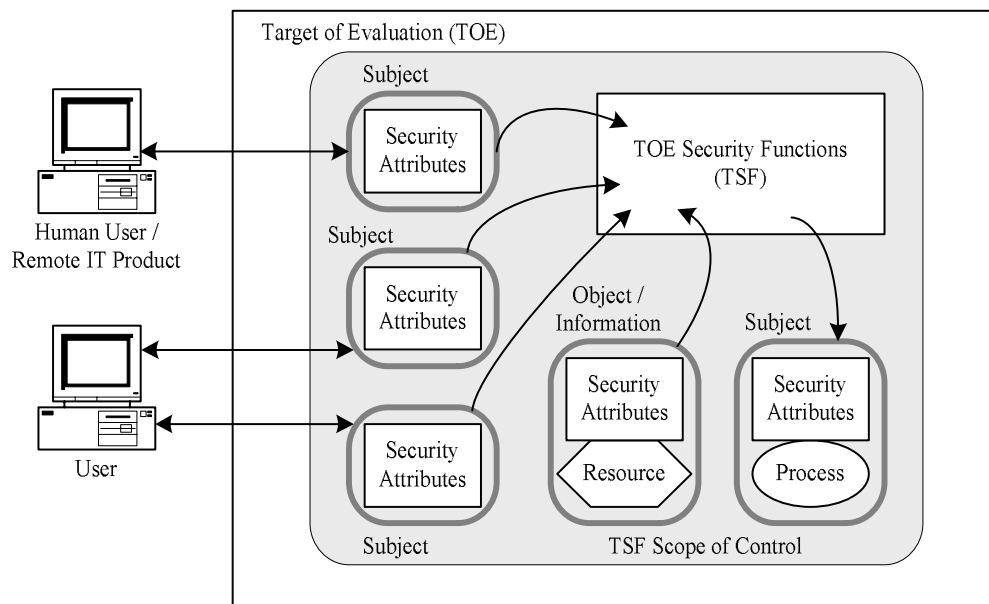 Target of Evaluation (TOE)
Subject
Security
Attributes
TOE Security Functions
(TSF)
Human User /
Remote IT Product
Subject
Security
Attributes
Object /
Information
Subject
Security
Attributes
Security
Attributes
Security
Attributes
Resource
Process
User
Subject
TSF Scope of Control